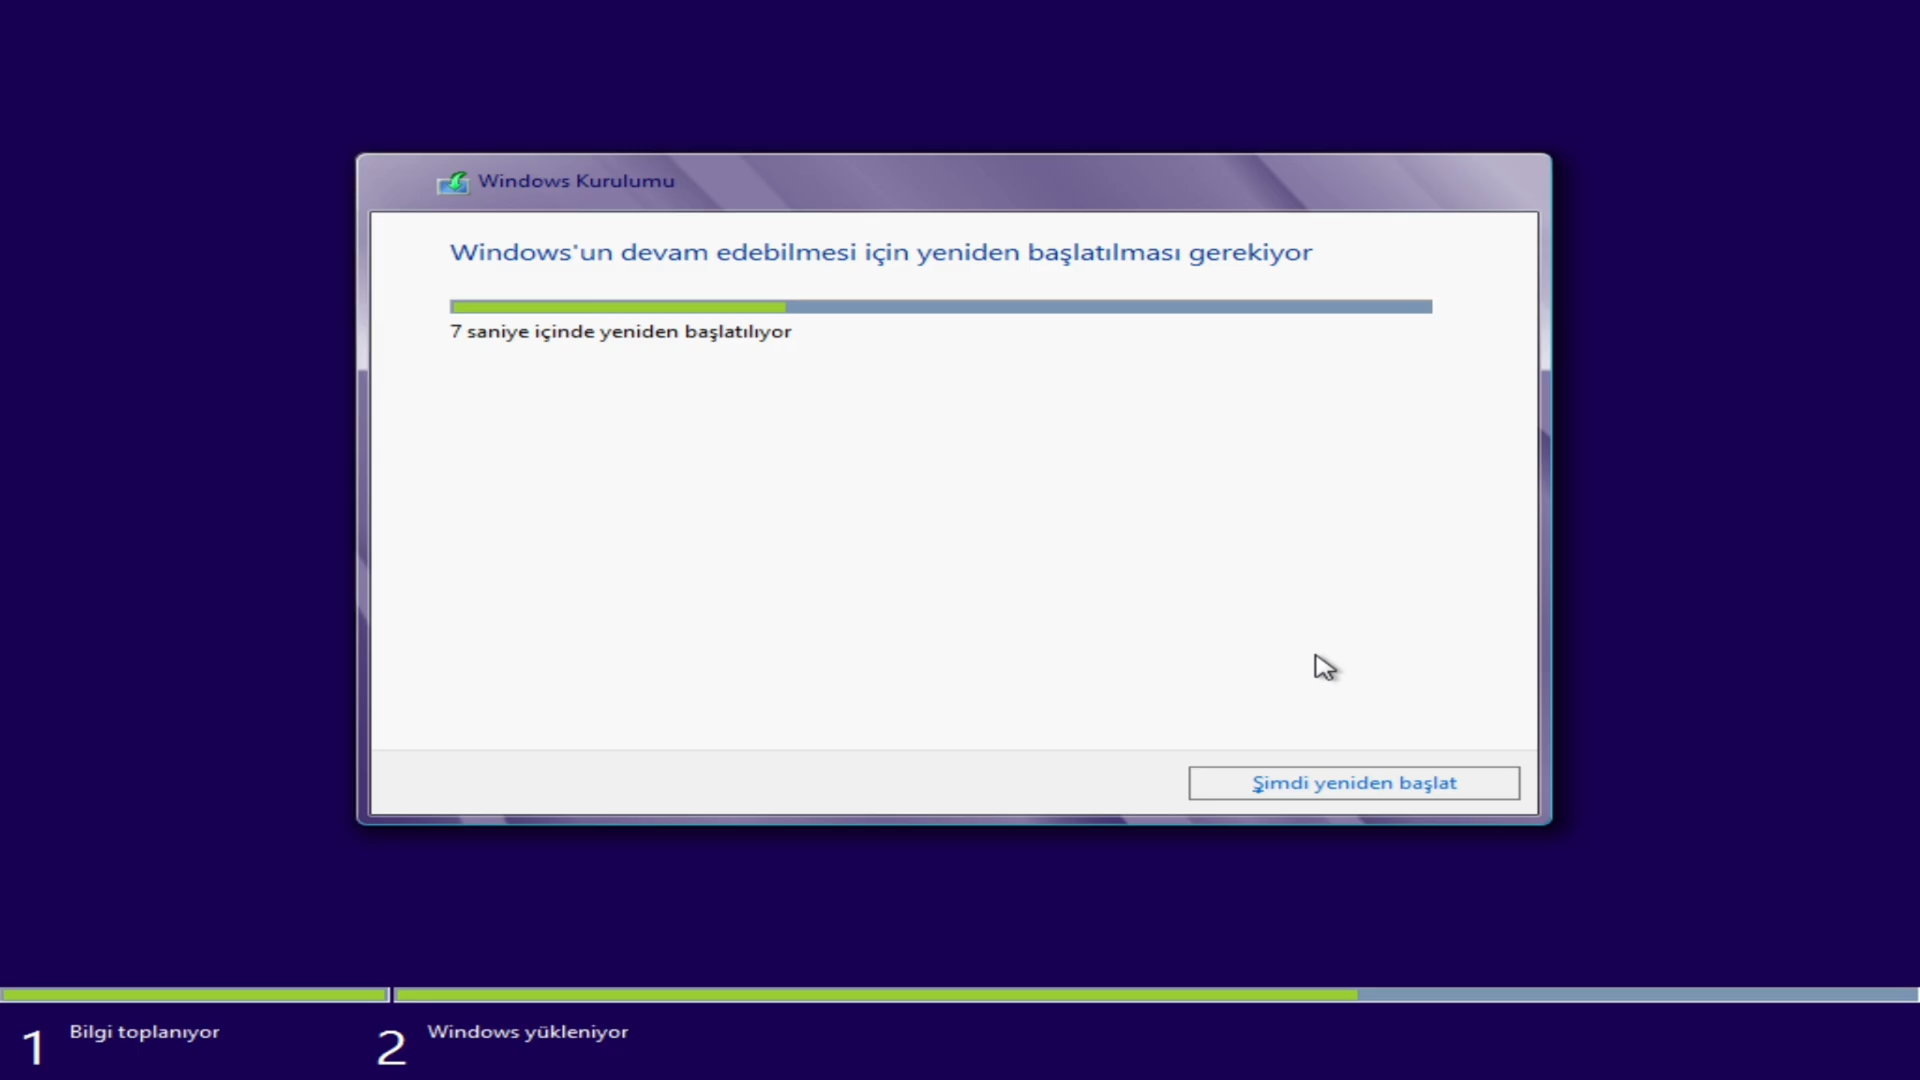 Windows Kurulumu
Windows'un devam edebilmesi için yeniden başlatılması gerekiyor
7 saniye içinde yeniden başlatılıyor
Şimdi yeniden başlat
1 Bilgi toplanıyor
2 Windows yükleniyor